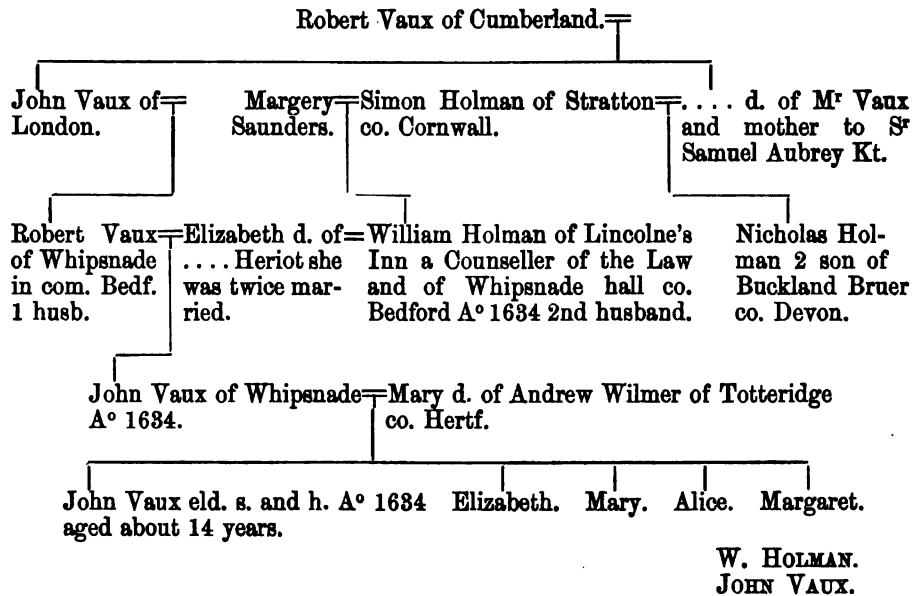 Robert Vaux of Cumberland.
John Vaux of
London.
Margery
Saunders.
Simon Holman of Stratton
co. Cornwall.
.... d. of Mr Vaux
and mother to Sr
Samuel Aubrey Kt.
Robert Vaux
of Whipsnade
in com. Bedf.
1 husb.
Elizabeth d. of
.... Heriot she
was twice mar-
ried.
William Holman of Lincolne's
Inn a Counseller of the Law
and of Whipsnade hall co.
Bedford Ao 1634 2nd husband.
Nicholas Hol-
man 2 son of
Buckland Bruer
co. Devon.
John Vaux of Whipsnade
Ao 1634.
Mary d. of Andrew Wilmer of Totteridge
co. Hertf.
John Vaux eld. s. and h. Ao 1634
aged about 14 years.
Elizabeth.
Mary.
Alice.
Margaret.
W. HOLMAN.
JOHN VAUX.